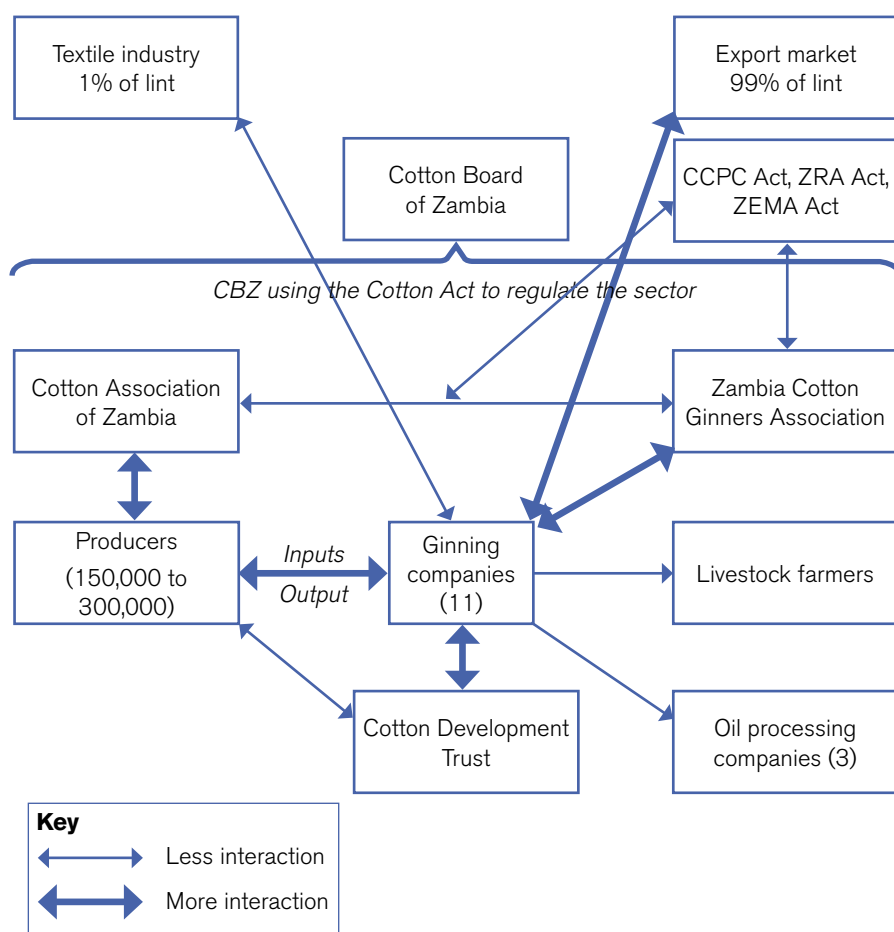 Textile industry
1% of lint
Export market
99% of lint
Cotton Board
of Zambia
CCPC Act, ZRA Act,
ZEMA Act
CBZ using the Cotton Act to regulate the sector
Cotton Association
of Zambia
Zambia Cotton
Ginners Association
Producers
(150,000 to
300,000)
Inputs
Output
Ginning
companies
(11)
Livestock farmers
Cotton Development
Trust
Oil processing
companies (3)
Key
Less interaction
More interaction